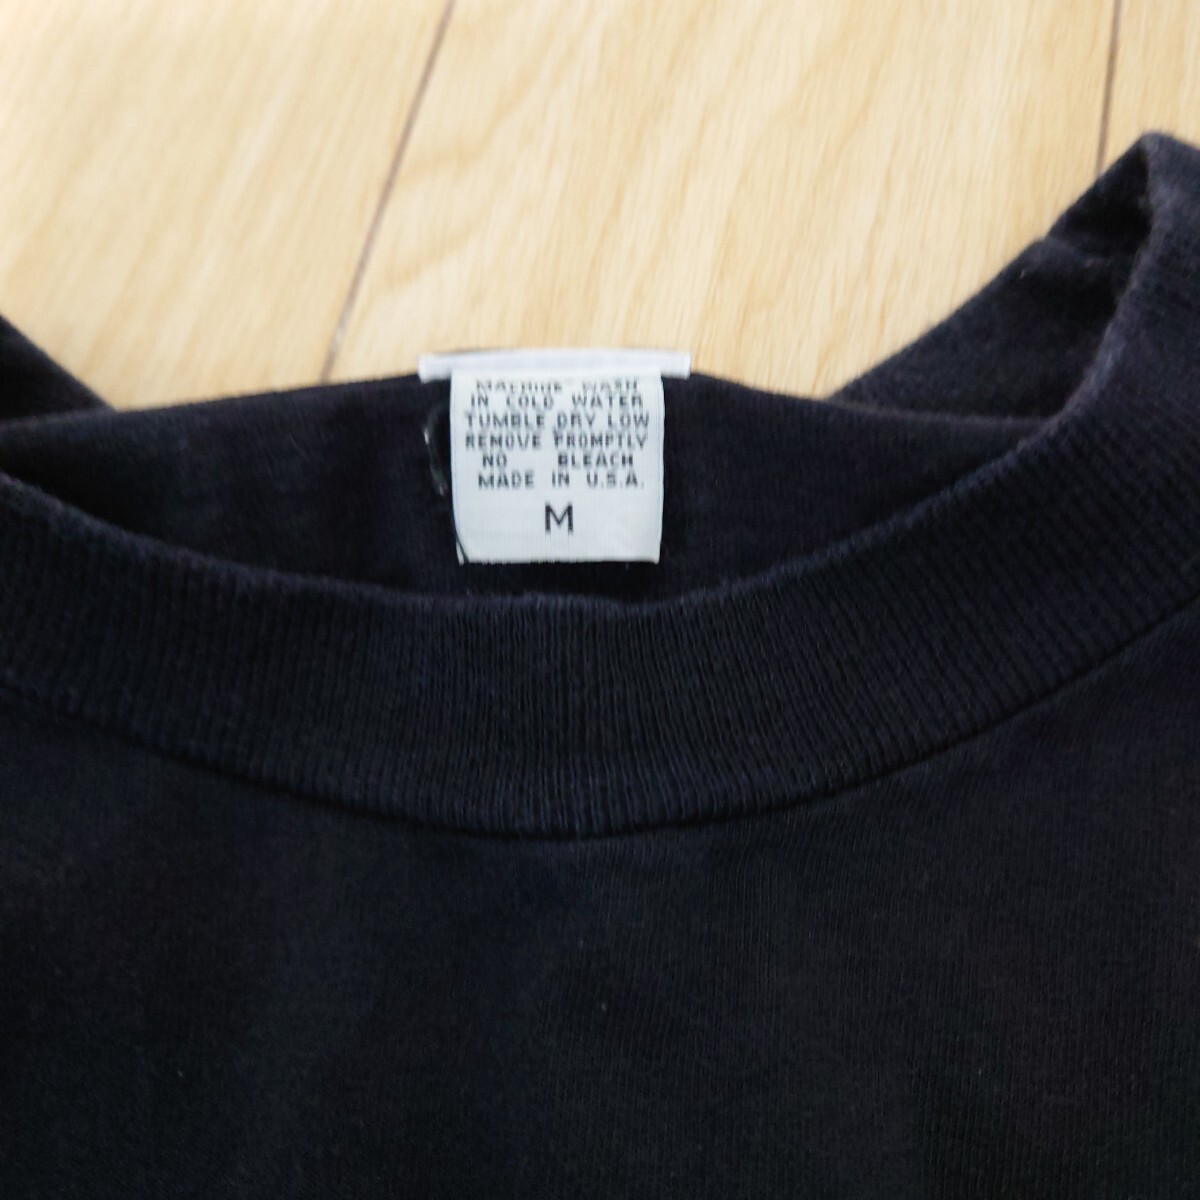 MACHINE WASH
IN COLD WATER
TUMBLE DRY LOW
REMOVE PROMPTLY
NO BLEACH
MADE IN U.S.A.
M